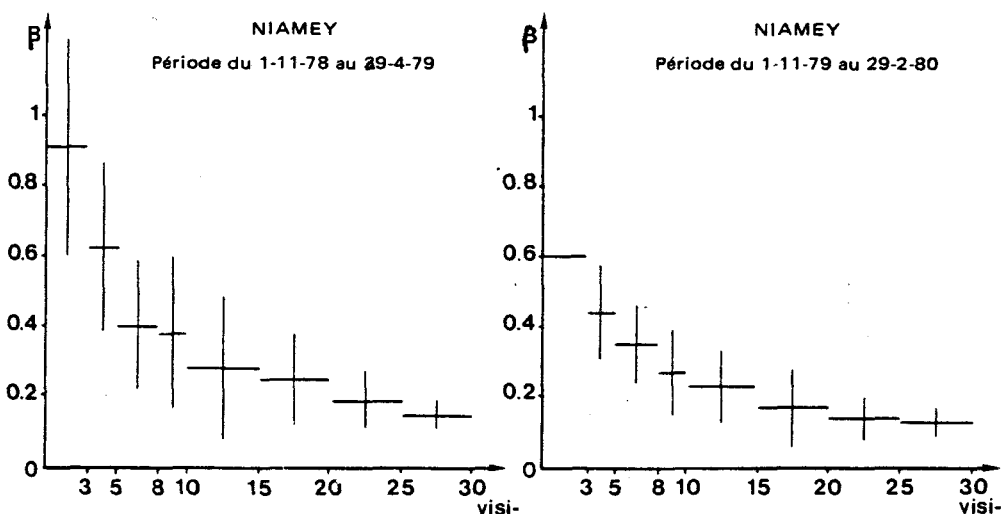 β
NIAMEY
Période du 1-11-78 au 29-4-79
1
0.8
0.6
0.4
0.2
0
3 5 8 10 15 20 25 30
visi-
β
NIAMEY
Période du 1-11-79 au 29-2-80
1
0.8
0.6
0.4
0.2
0
3 5 8 10 15 20 25 30
visi-